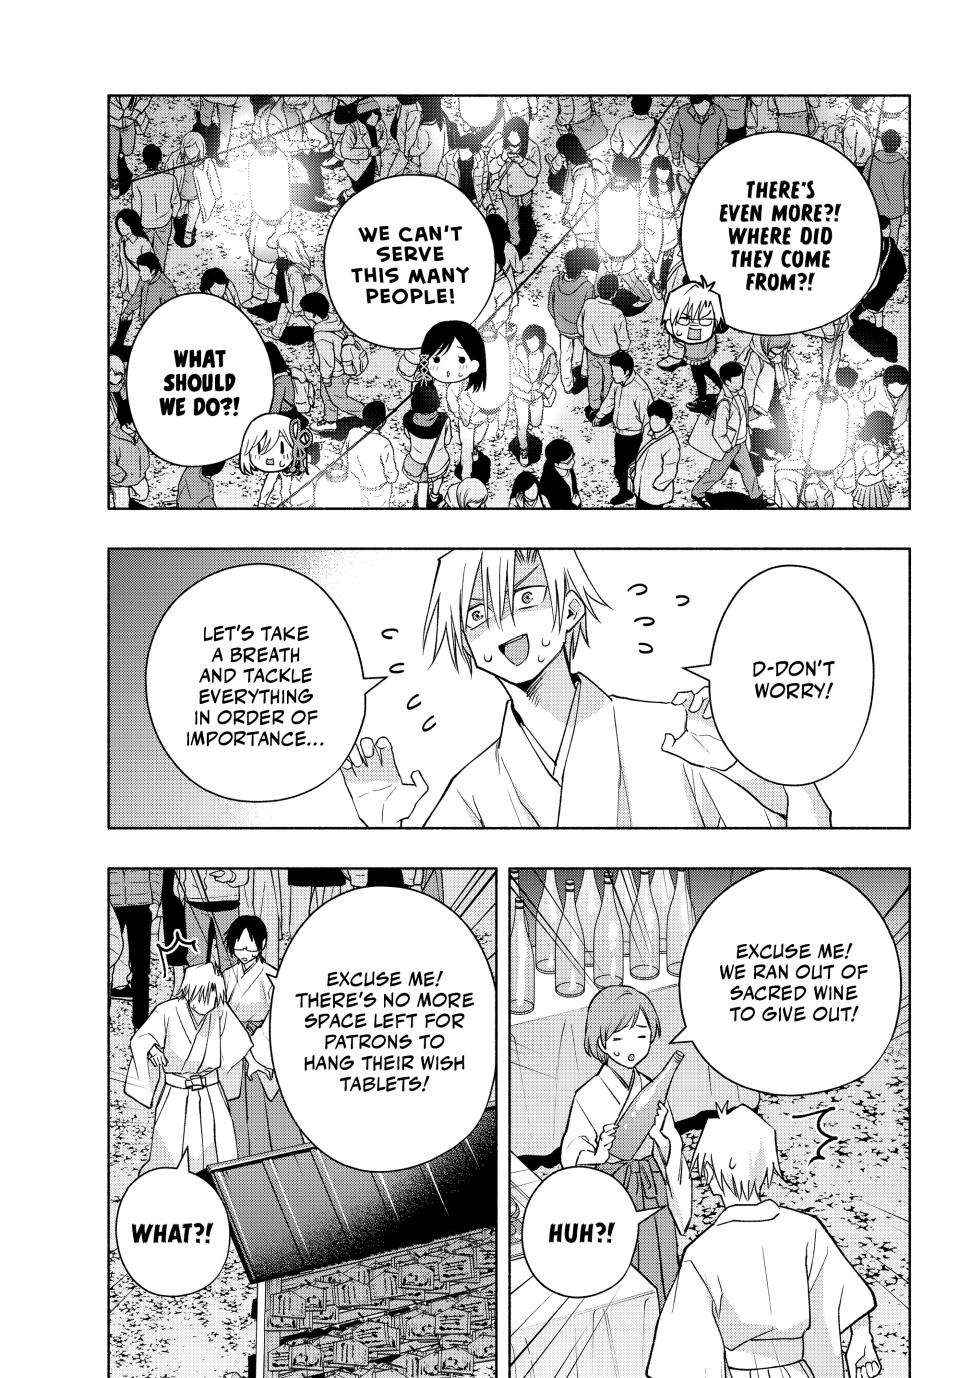 THERE'S
EVEN MORE?!
WHERE DID
THEY COME
FROM?!
WE CAN'T
SERVE
THIS MANY
PEOPLE!
WHAT
SHOULD
WE DO?!
D-DON'T
WORRY!
LET'S TAKE
A BREATH
AND TACKLE
EVERYTHING
IN ORDER OF
IMPORTANCE...
EXCUSE ME!
WE RAN OUT OF
SACRED WINE
TO GIVE OUT!
HUH?!
EXCUSE ME!
THERE'S NO MORE
SPACE LEFT FOR
PATRONS TO
HANG THEIR WISH
TABLETS!
WHAT?!